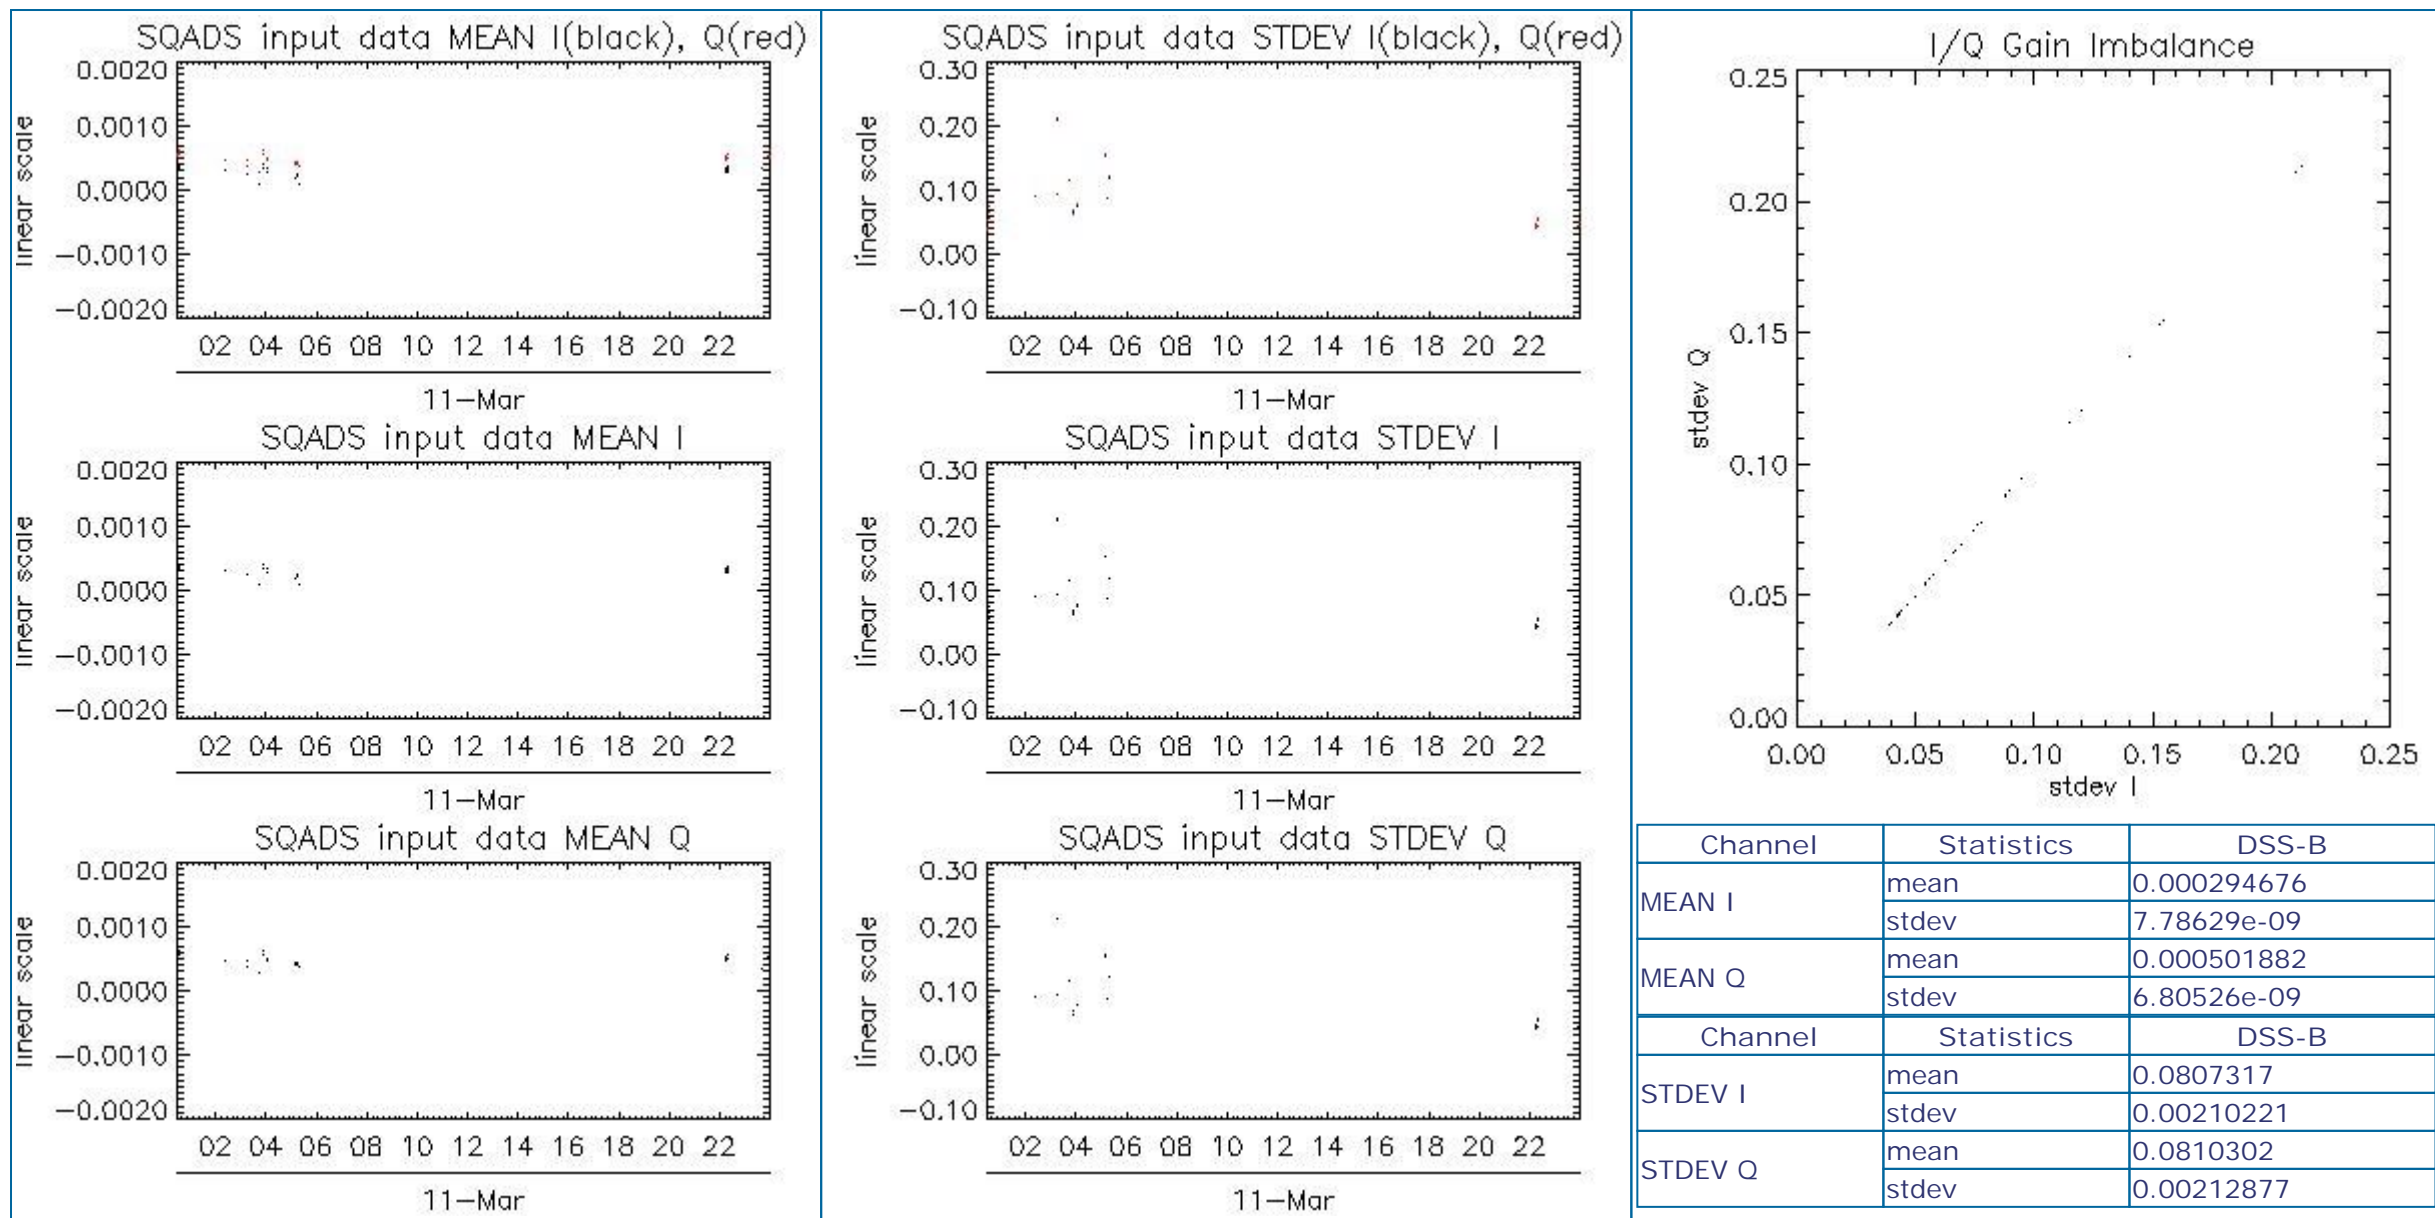 SQADS input data MEAN I(black), Q(red)
linear scale
0.0020
0.0010
0.0000
−0.0010
−0.0020
02 04 06 08 10 12 14 16 18 20 22
11−Mar
SQADS input data MEAN I
linear scale
0.0020
0.0010
0.0000
−0.0010
−0.0020
02 04 06 08 10 12 14 16 18 20 22
11−Mar
SQADS input data MEAN Q
linear scale
0.0020
0.0010
0.0000
−0.0010
−0.0020
02 04 06 08 10 12 14 16 18 20 22
11−Mar
SQADS input data STDEV I(black), Q(red)
linear scale
0.30
0.20
0.10
0.00
−0.10
02 04 06 08 10 12 14 16 18 20 22
11−Mar
SQADS input data STDEV I
linear scale
0.30
0.20
0.10
0.00
−0.10
02 04 06 08 10 12 14 16 18 20 22
11−Mar
SQADS input data STDEV Q
linear scale
0.30
0.20
0.10
0.00
−0.10
02 04 06 08 10 12 14 16 18 20 22
11−Mar
I/Q Gain Imbalance
stdev Q
0.25
0.20
0.15
0.10
0.05
0.00
0.00 0.05 0.10 0.15 0.20 0.25
stdev I
Channel Statistics DSS-B
MEAN I mean 0.000294676
stdev 7.78629e-09
MEAN Q mean 0.000501882
stdev 6.80526e-09
Channel Statistics DSS-B
STDEV I mean 0.0807317
stdev 0.00210221
STDEV Q mean 0.0810302
stdev 0.00212877